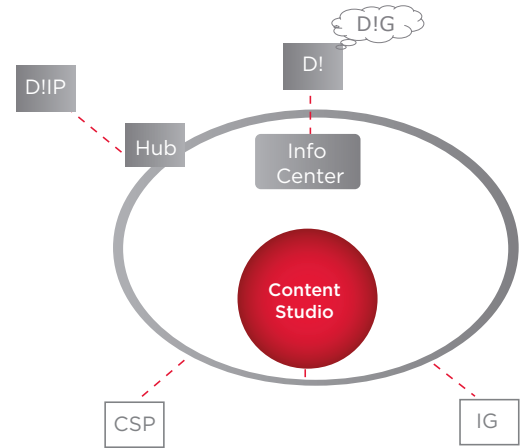 D!G
D!
D!IP
Hub
Info
Center
Content
Studio
CSP
IG